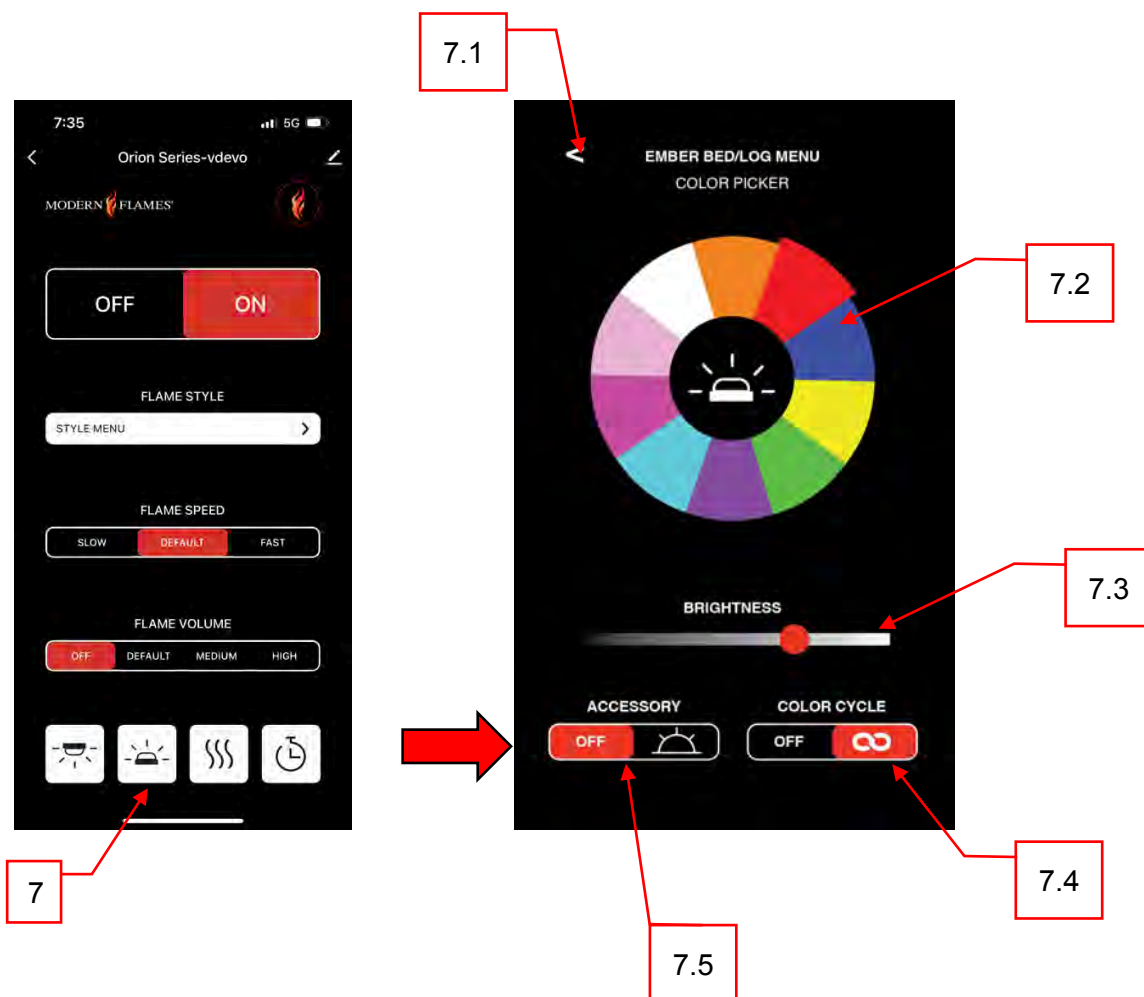 7.1
7:35
5G
Orion Series-vdevo
MODERN FLAMES
OFF ON
FLAME STYLE
STYLE MENU
FLAME SPEED
SLOW DEFAULT FAST
FLAME VOLUME
OFF DEFAULT MEDIUM HIGH
7
EMBER BED/LOG MENU
COLOR PICKER
7.2
BRIGHTNESS
7.3
ACCESSORY COLOR CYCLE
OFF OFF
7.4
7.5